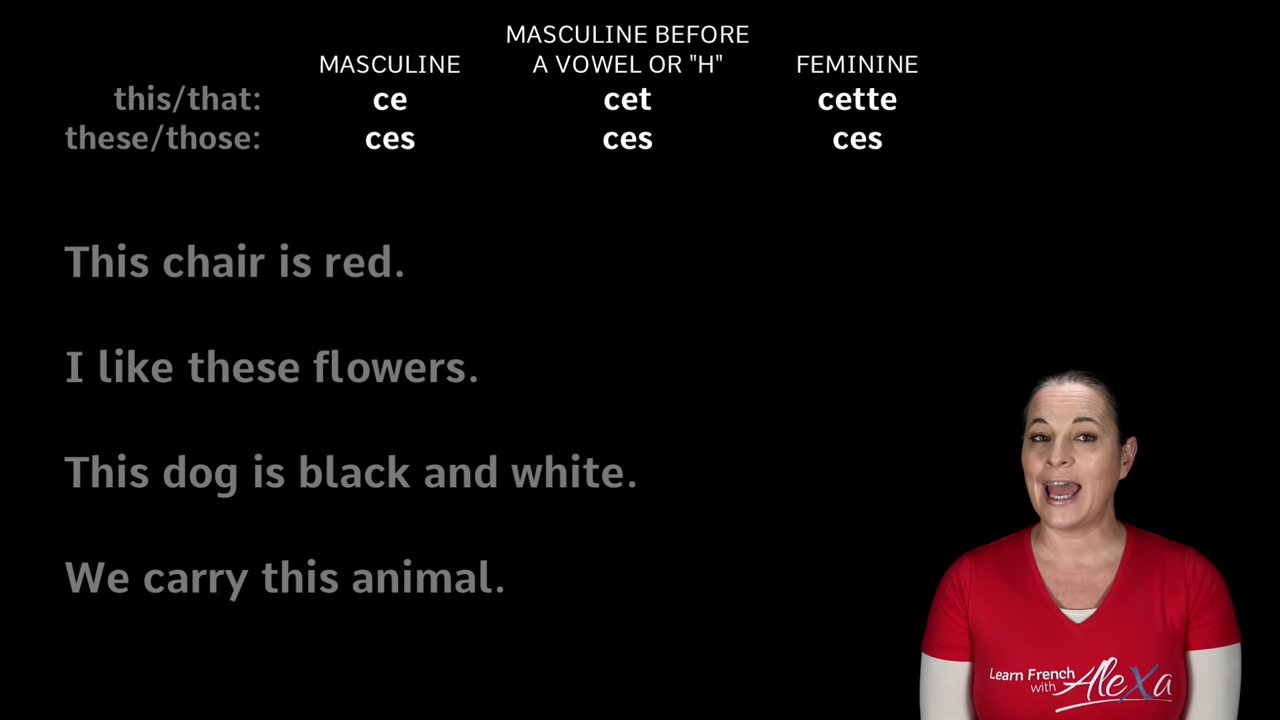 MASCULINE MASCULINE BEFORE A VOWEL OR "H" FEMININE
this/that: ce cet cette
these/those: ces ces ces
This chair is red.
I like these flowers.
This dog is black and white.
We carry this animal.
Learn French
with Alexa